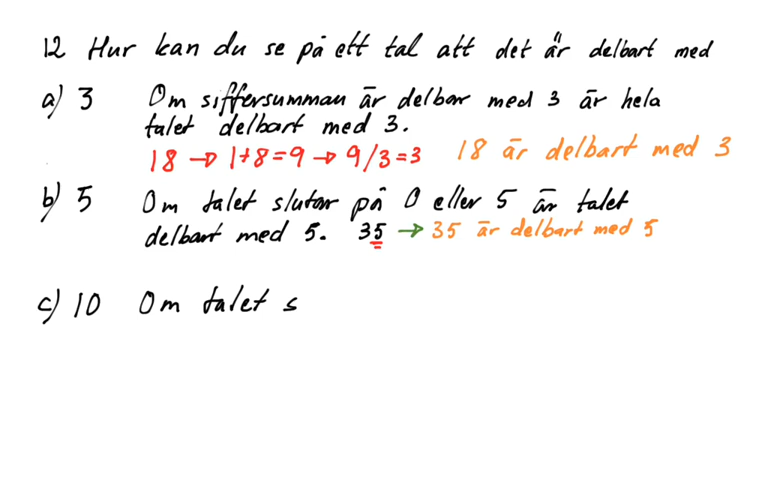 12 Hur kan du se på ett tal att det är delbart med
a) 3 Om siffersumman är delbar med 3 är hela
talet delbart med 3.
18 → 1+8=9 → 9/3=3 18 är delbart med 3
b) 5 Om talet slutar på 0 eller 5 är talet
delbart med 5. 35 → 35 är delbart med 5
c) 10 Om talet s